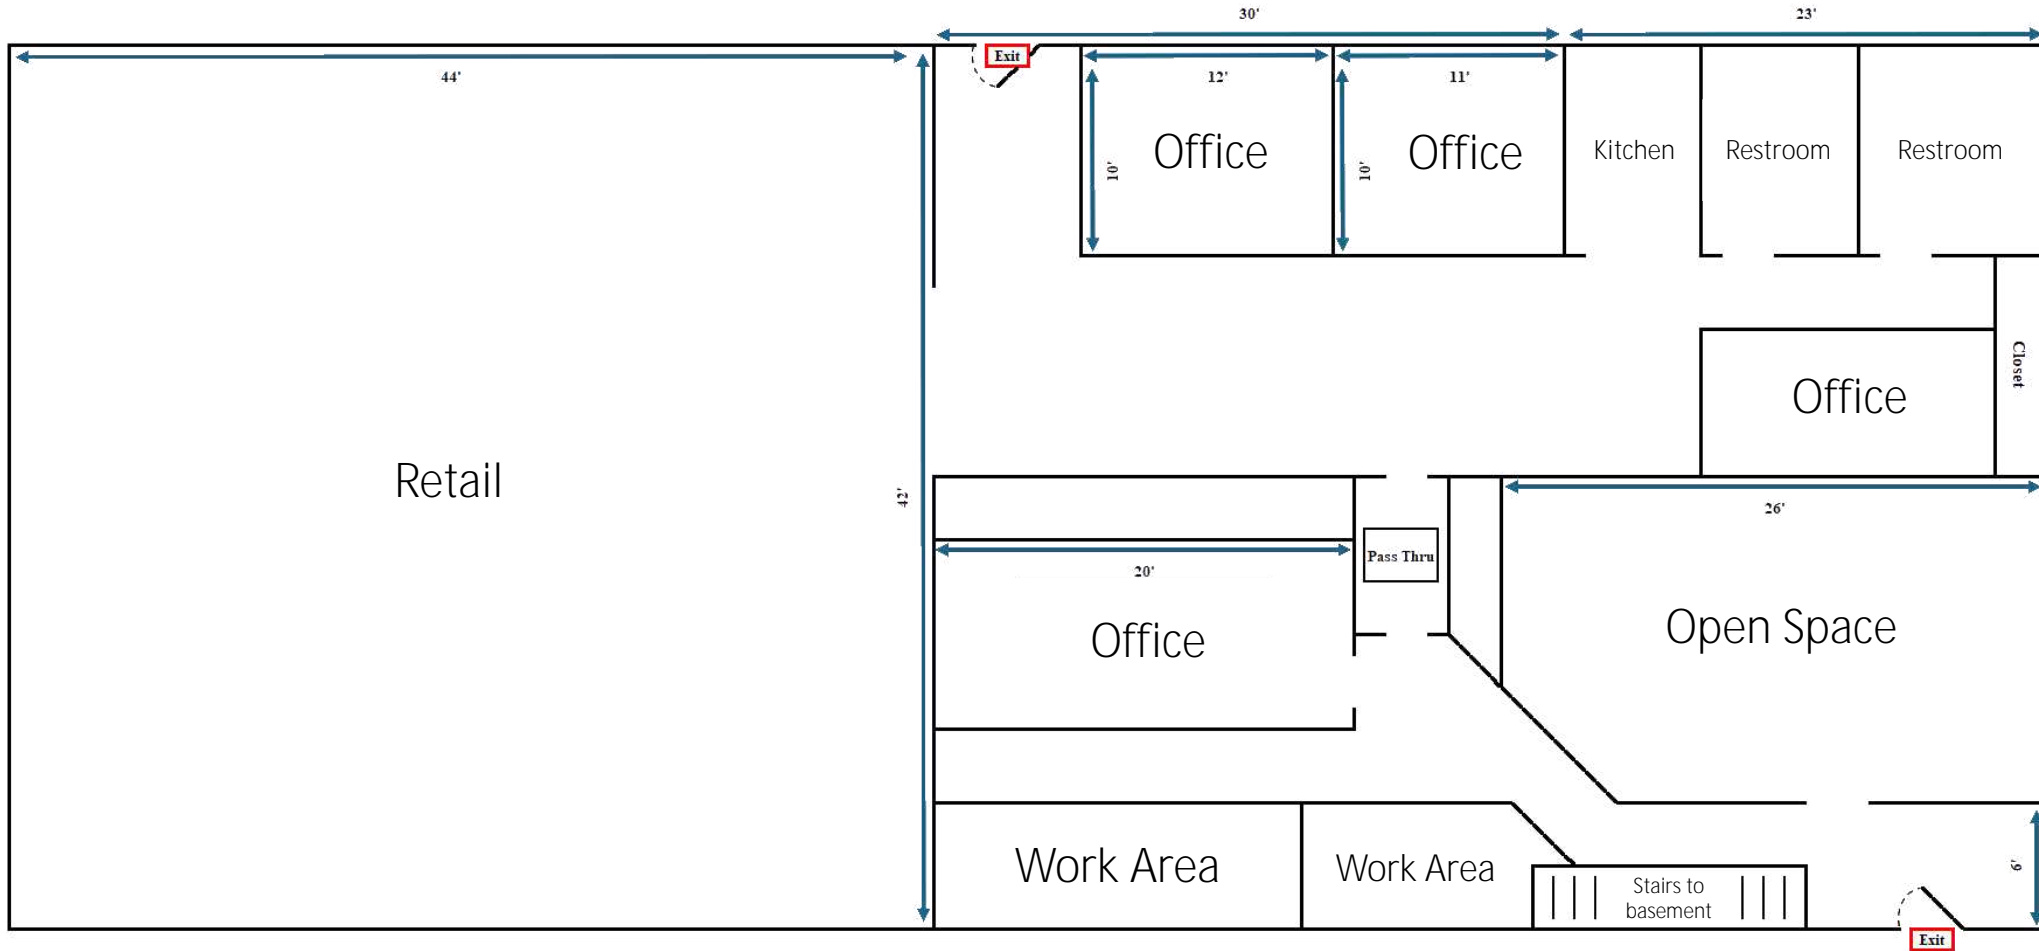 30'
23'
Exit
44'
12'
11'
Office
Office
Kitchen
Restroom
Restroom
10'
10'
Closet
Office
Retail
42'
26'
Pass Thru
20'
Office
Open Space
Work Area
Work Area
Stairs to
basement
6'
Exit